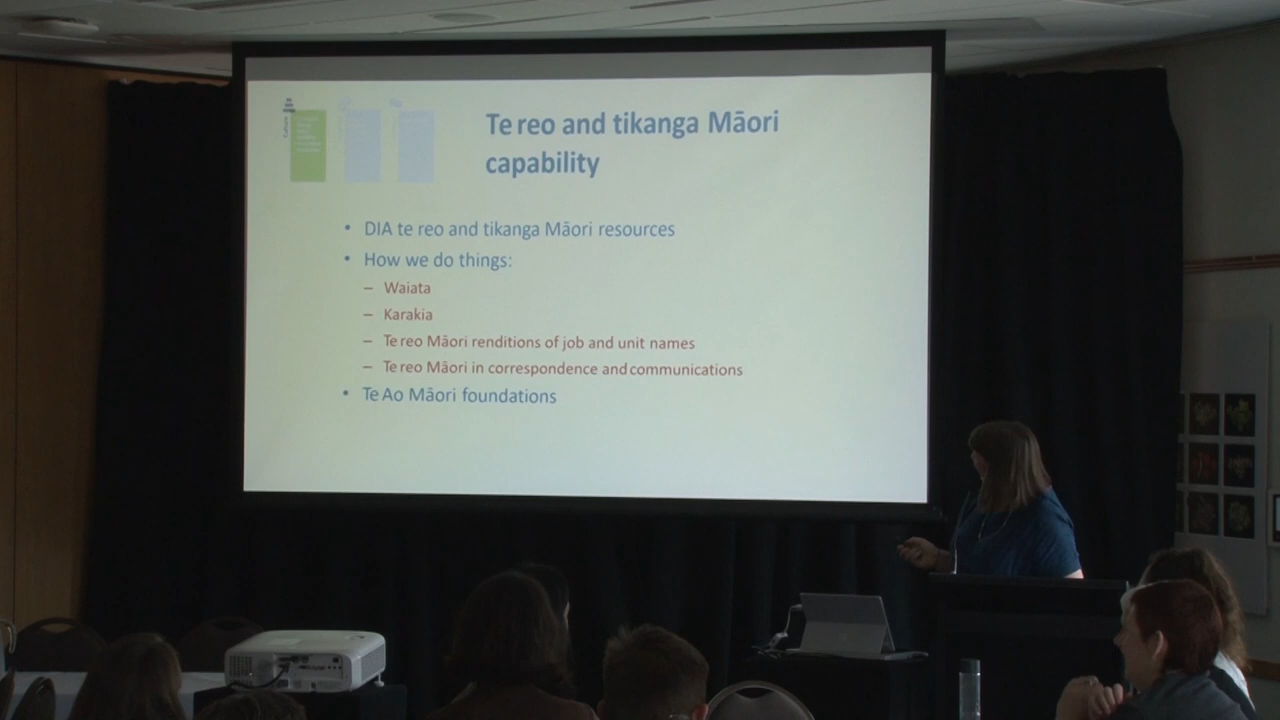 Te reo and tikanga Māori
capability
• DIA te reo and tikanga Māori resources
• How we do things:
– Waiata
– Karakia
– Te reo Māori renditions of job and unit names
– Te reo Māori in correspondence and communications
• Te Ao Māori foundations